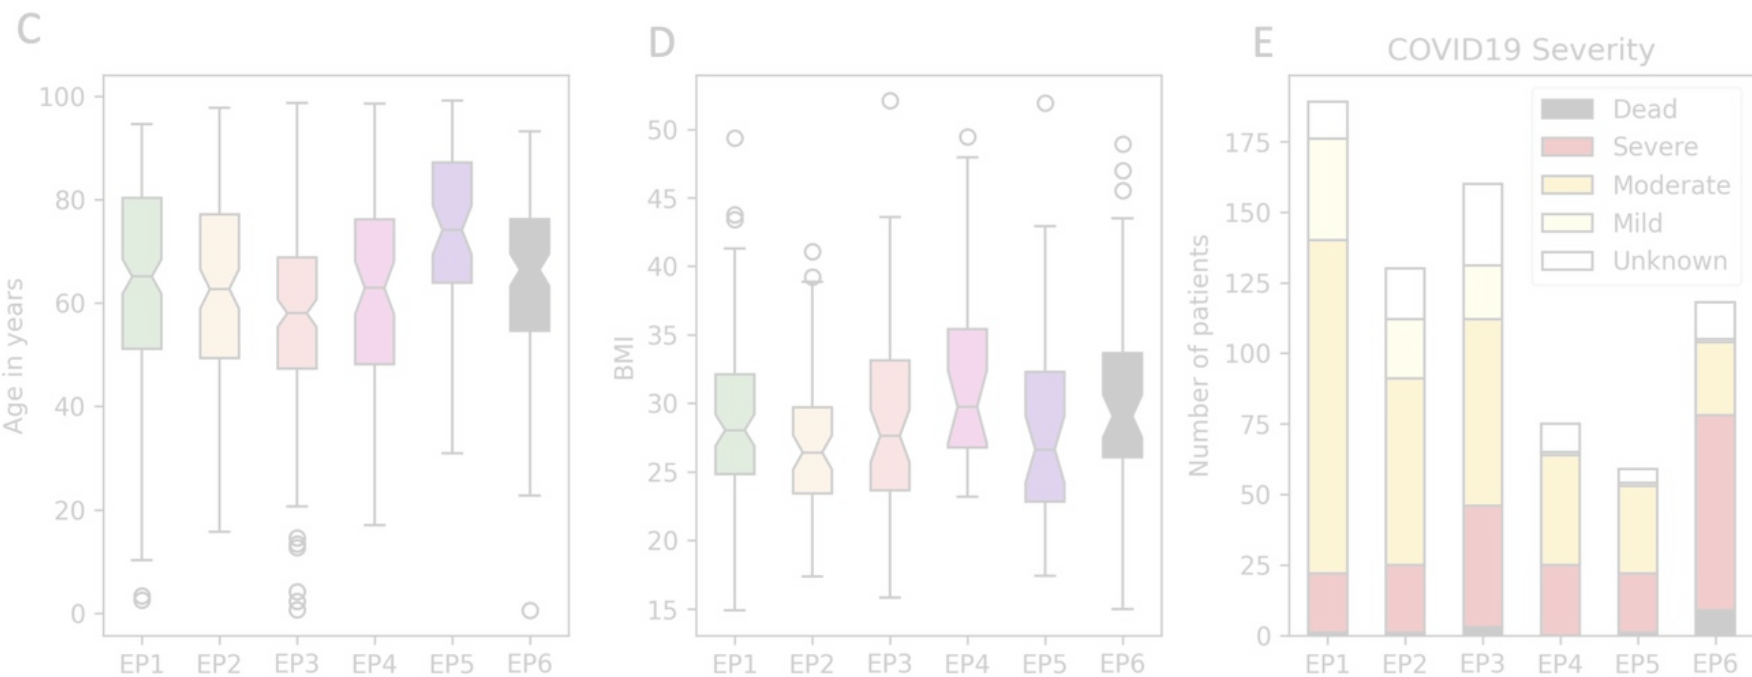 C
100
80
60
40
20
0
Age in years
EP1 EP2 EP3 EP4 EP5 EP6
D
50
45
40
35
30
25
20
15
BMI
EP1 EP2 EP3 EP4 EP5 EP6
E
COVID19 Severity
175
150
125
100
75
50
25
0
Number of patients
Dead
Severe
Moderate
Mild
Unknown
EP1 EP2 EP3 EP4 EP5 EP6